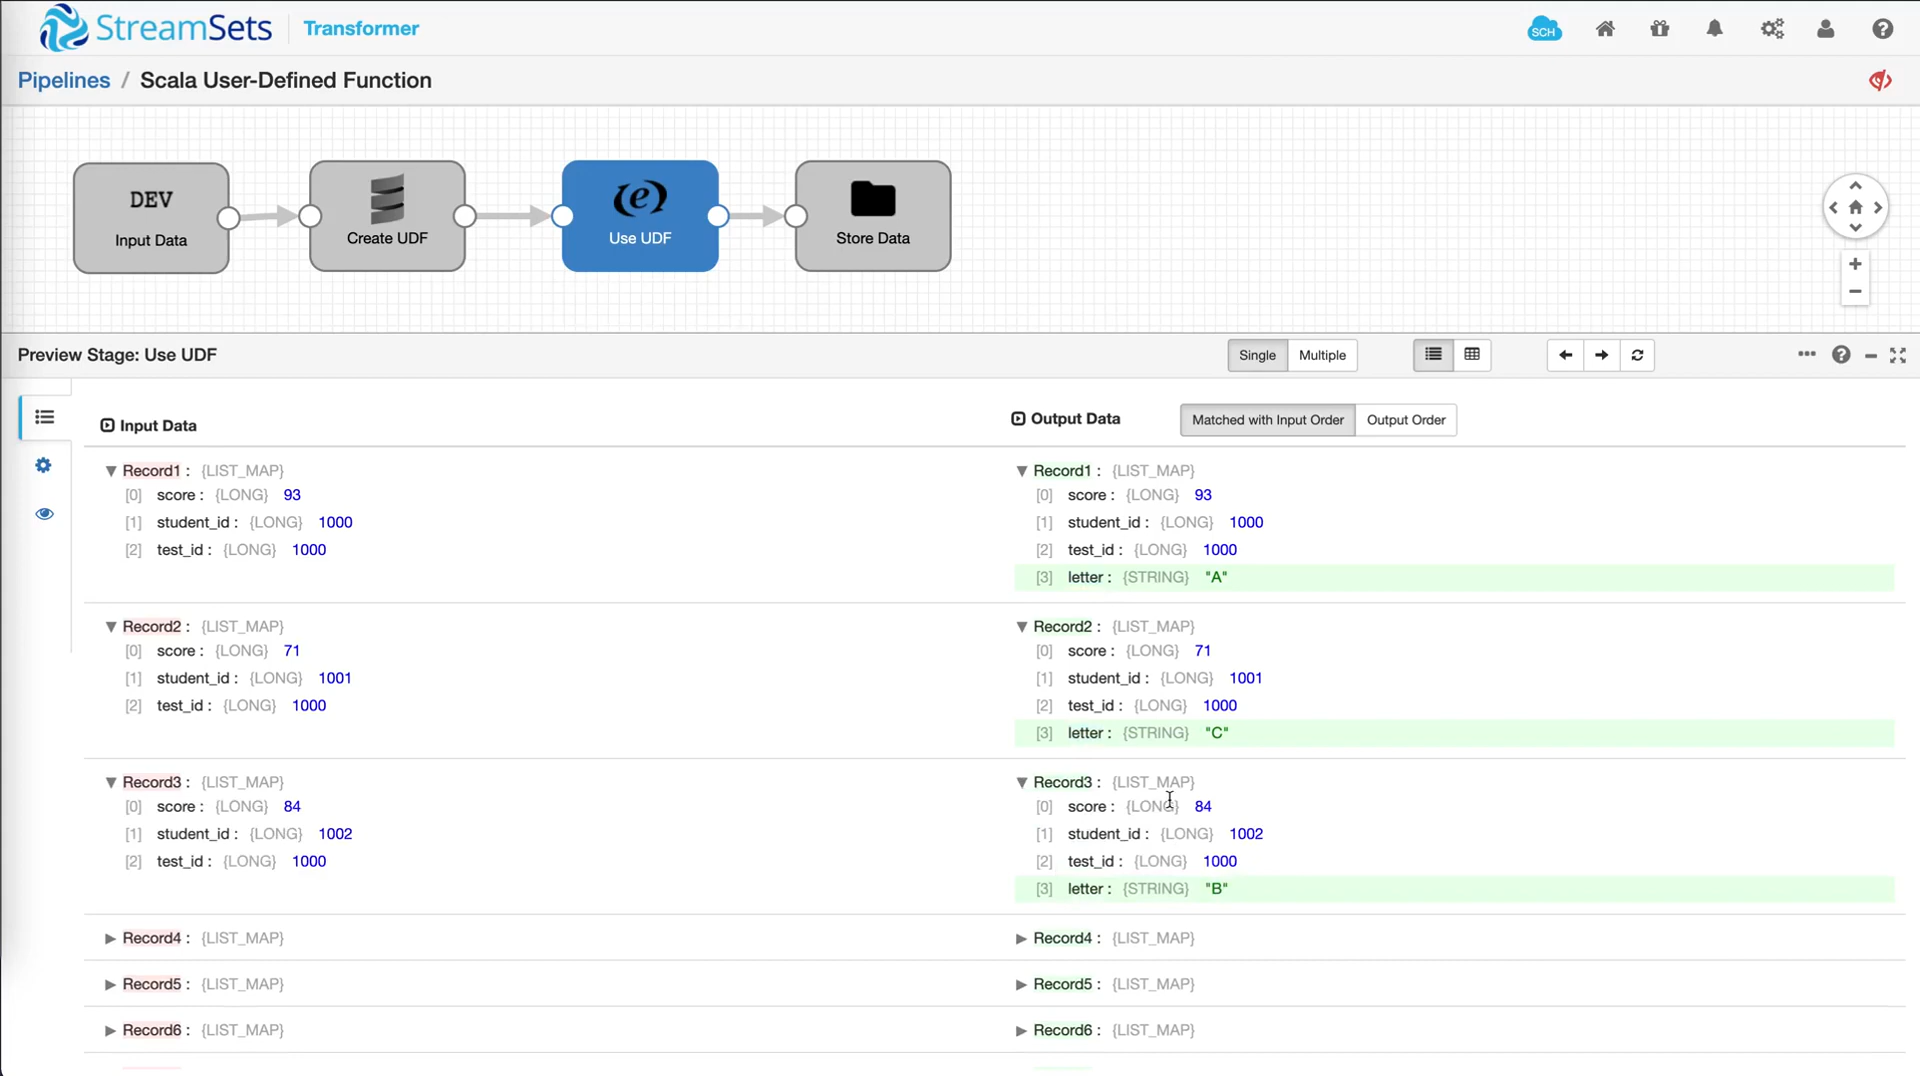 StreamSets Transformer
SCH
Pipelines / Scala User-Defined Function
DEV
Input Data
Create UDF
e
Use UDF
Store Data
Preview Stage: Use UDF
Single Multiple
Input Data
Output Data Matched with Input Order Output Order
Record1 : {LIST_MAP}
[0] score : {LONG} 93
[1] student_id : {LONG} 1000
[2] test_id : {LONG} 1000
Record1 : {LIST_MAP}
[0] score : {LONG} 93
[1] student_id : {LONG} 1000
[2] test_id : {LONG} 1000
[3] letter : {STRING} "A"
Record2 : {LIST_MAP}
[0] score : {LONG} 71
[1] student_id : {LONG} 1001
[2] test_id : {LONG} 1000
Record2 : {LIST_MAP}
[0] score : {LONG} 71
[1] student_id : {LONG} 1001
[2] test_id : {LONG} 1000
[3] letter : {STRING} "C"
Record3 : {LIST_MAP}
[0] score : {LONG} 84
[1] student_id : {LONG} 1002
[2] test_id : {LONG} 1000
Record3 : {LIST_MAP}
[0] score : {LONG} 84
[1] student_id : {LONG} 1002
[2] test_id : {LONG} 1000
[3] letter : {STRING} "B"
Record4 : {LIST_MAP}
Record4 : {LIST_MAP}
Record5 : {LIST_MAP}
Record5 : {LIST_MAP}
Record6 : {LIST_MAP}
Record6 : {LIST_MAP}